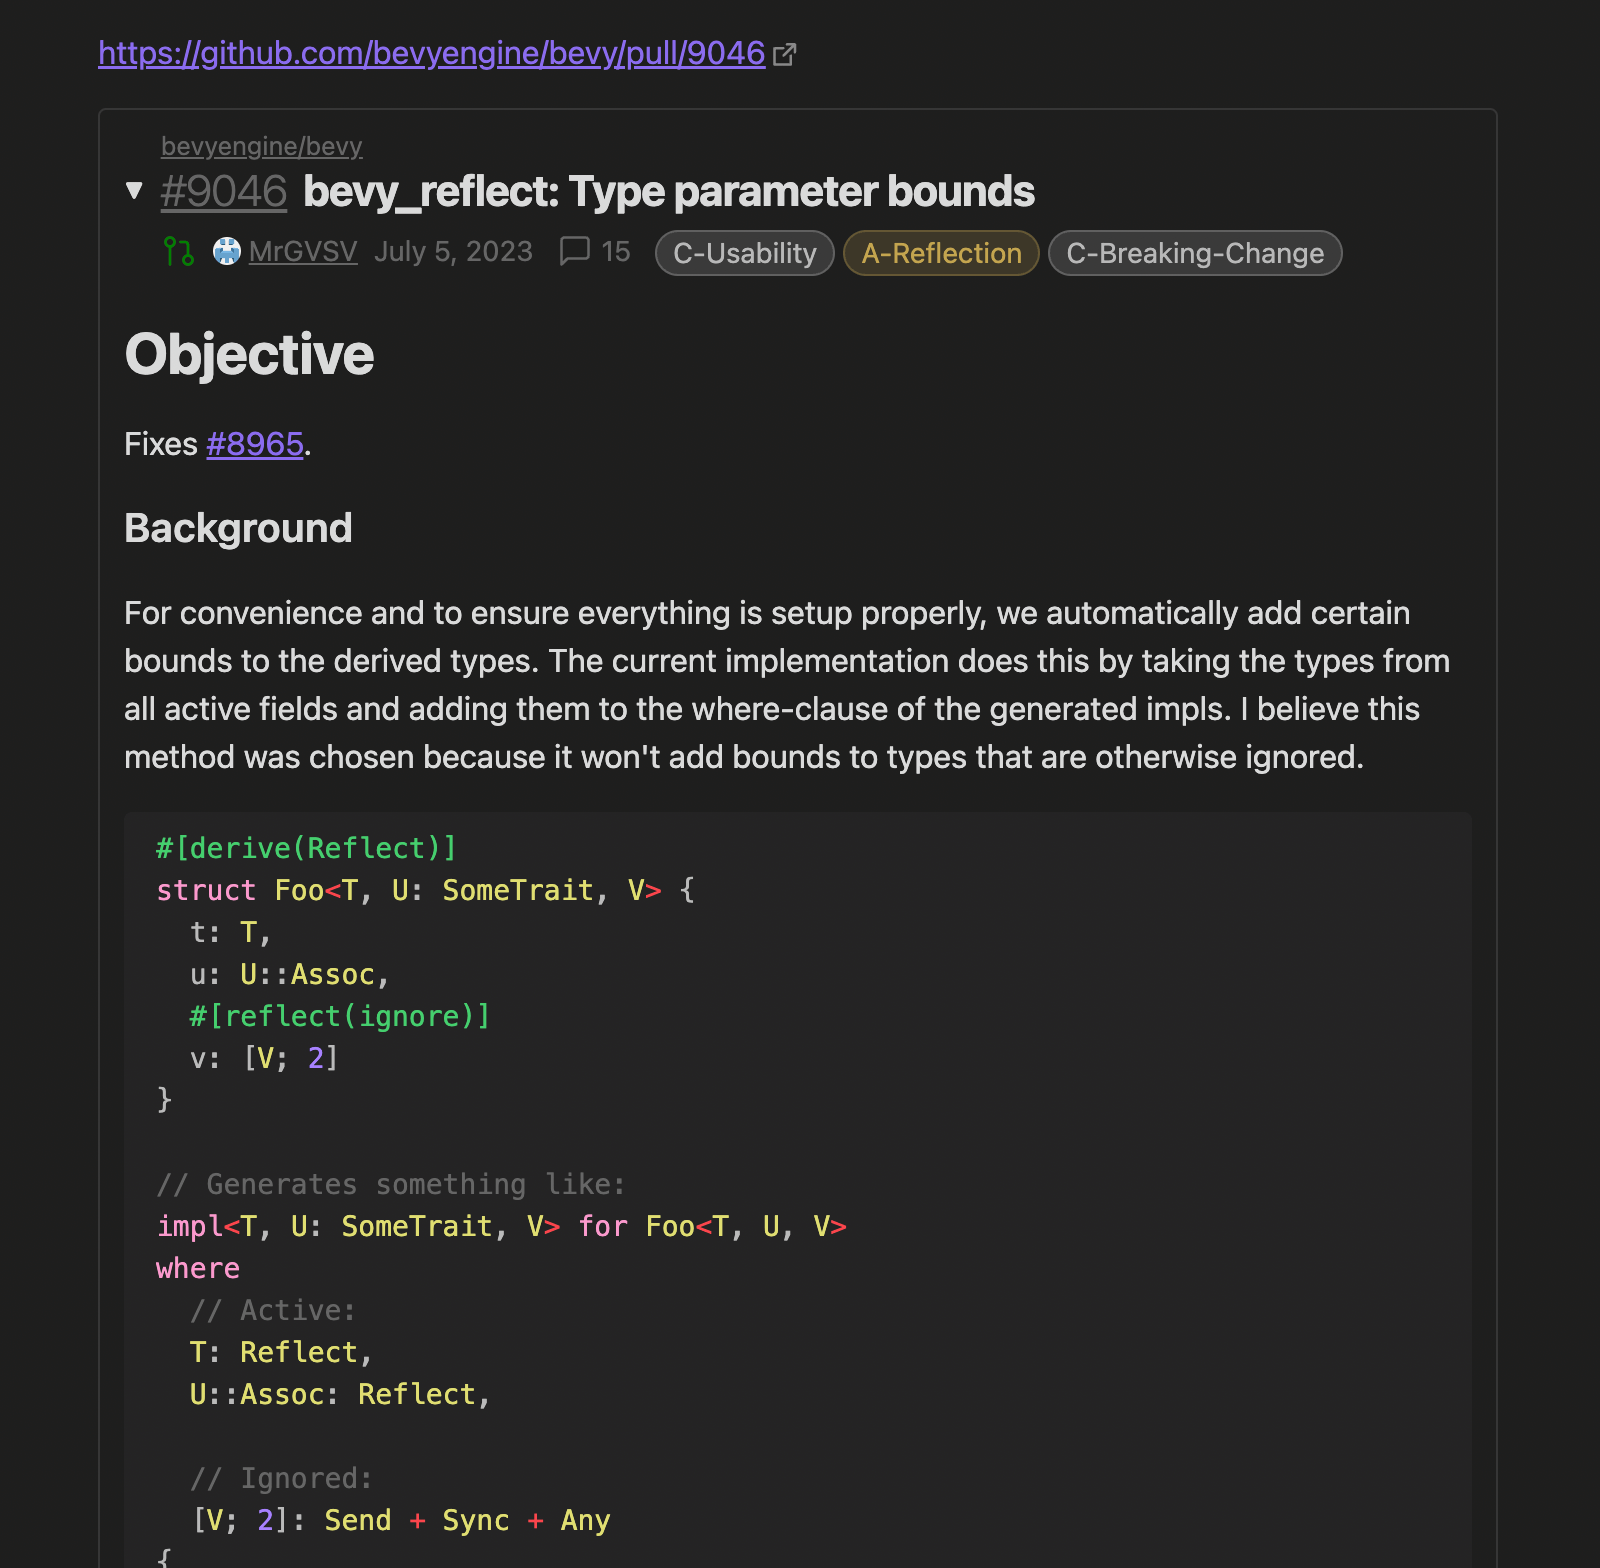 https://github.com/bevyengine/bevy/pull/9046
bevyengine/bevy
#9046 bevy_reflect: Type parameter bounds
MrGVSV July 5, 2023 15 C-Usability A-Reflection C-Breaking-Change
Objective
Fixes #8965.
Background
For convenience and to ensure everything is setup properly, we automatically add certain
bounds to the derived types. The current implementation does this by taking the types from
all active fields and adding them to the where-clause of the generated impls. I believe this
method was chosen because it won't add bounds to types that are otherwise ignored.
#[derive(Reflect)]
struct Foo<T, U: SomeTrait, V> {
  t: T,
  u: U::Assoc,
  #[reflect(ignore)]
  v: [V; 2]
}
// Generates something like:
impl<T, U: SomeTrait, V> for Foo<T, U, V>
where
  // Active:
  T: Reflect,
  U::Assoc: Reflect,
  // Ignored:
  [V; 2]: Send + Sync + Any
{